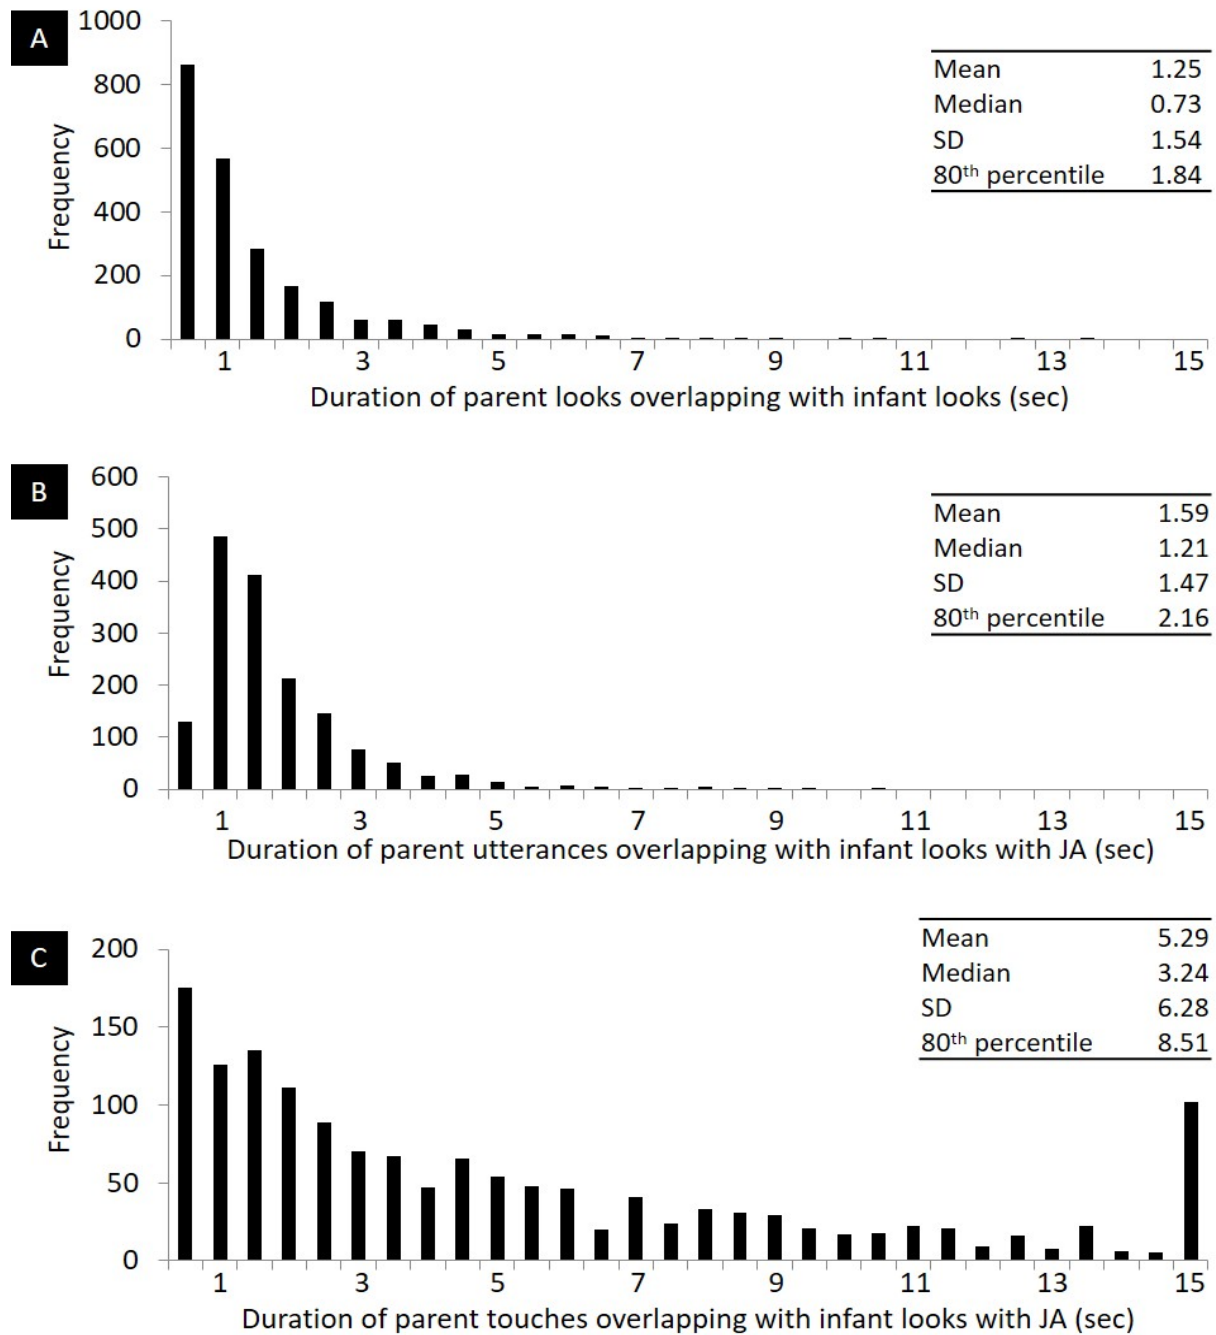 A
1000
800
600
400
200
0
Frequency
Mean 1.25
Median 0.73
SD 1.54
80th percentile 1.84
1 3 5 7 9 11 13 15
Duration of parent looks overlapping with infant looks (sec)
B
600
500
400
300
200
100
0
Frequency
Mean 1.59
Median 1.21
SD 1.47
80th percentile 2.16
1 3 5 7 9 11 13 15
Duration of parent utterances overlapping with infant looks with JA (sec)
C
200
150
100
50
0
Frequency
Mean 5.29
Median 3.24
SD 6.28
80th percentile 8.51
1 3 5 7 9 11 13 15
Duration of parent touches overlapping with infant looks with JA (sec)